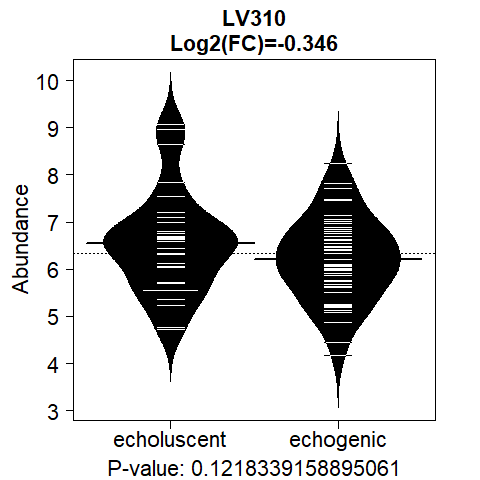 LV310
Log2(FC)=-0.346
Abundance
10
9
8
7
6
5
4
3
echoluscent echogenic
P-value: 0.1218339158895061